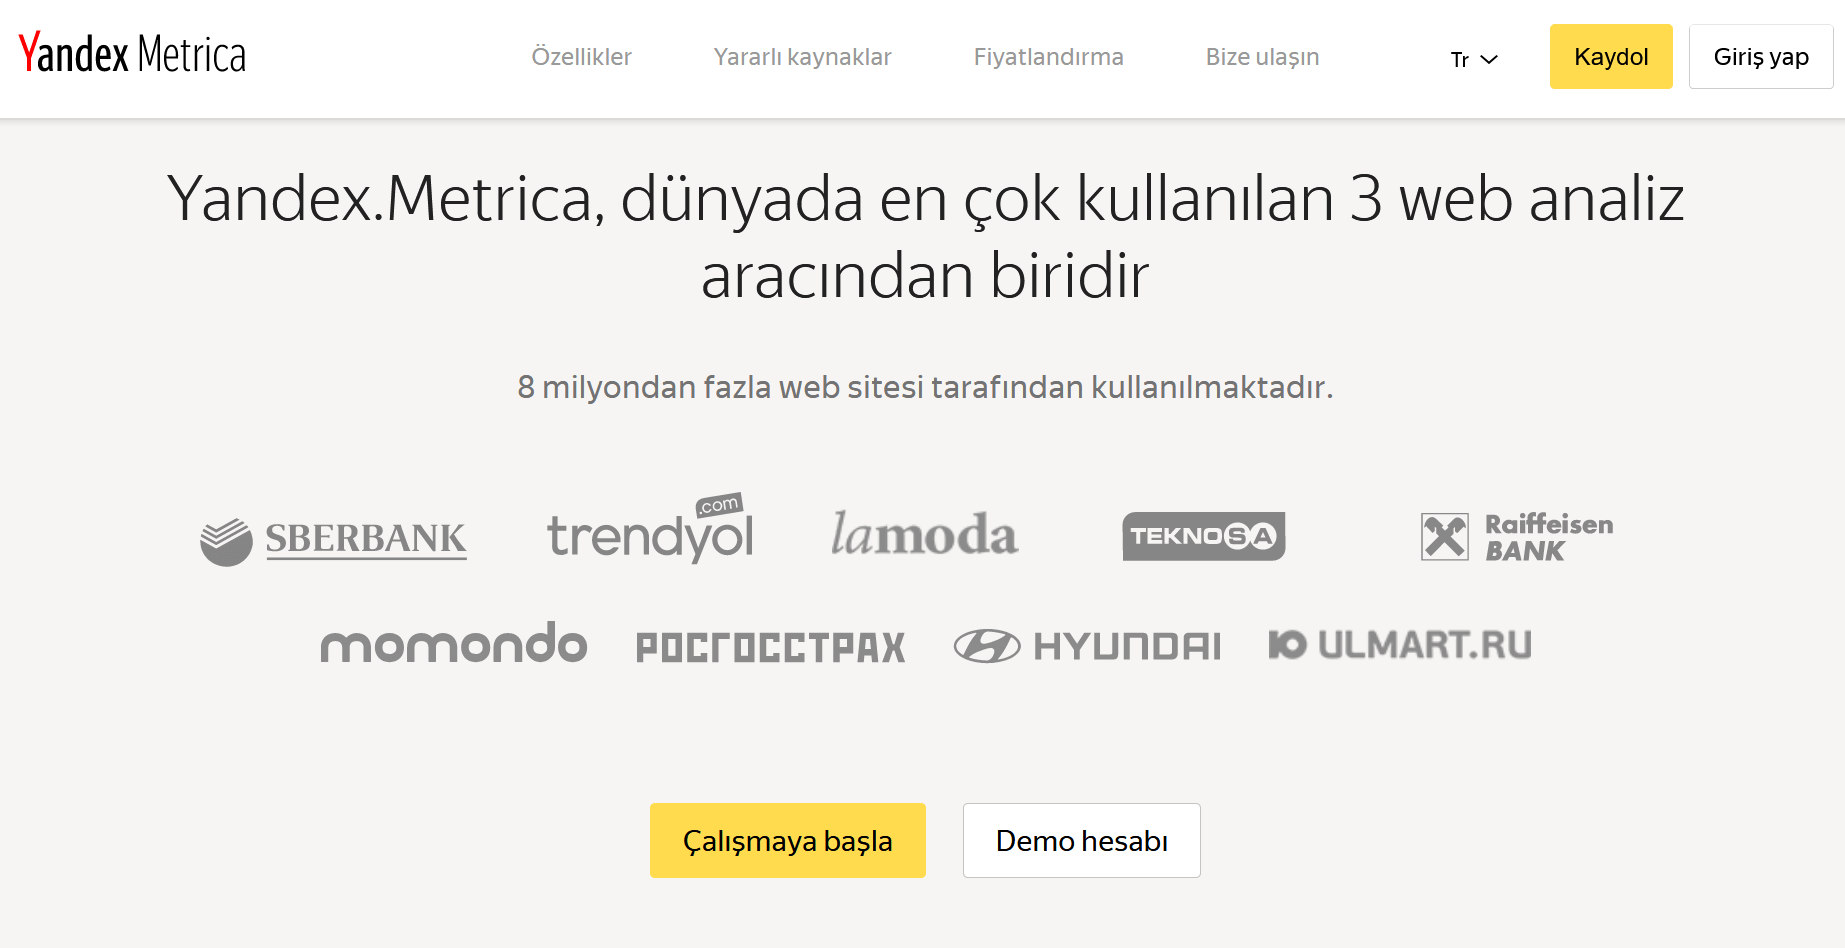 Yandex Metrica
Özellikler
Yararlı kaynaklar
Fiyatlandırma
Bize ulaşın
Tr
Kaydol
Giriş yap
Yandex.Metrica, dünyada en çok kullanılan 3 web analiz
aracından biridir
8 milyondan fazla web sitesi tarafından kullanılmaktadır.
SBERBANK
trendyol
.com
lamoda
TEKNOSA
Raiffeisen
BANK
momondo
РОСГОССТРАХ
HYUNDAI
Ю ULMART.RU
Çalışmaya başla
Demo hesabı